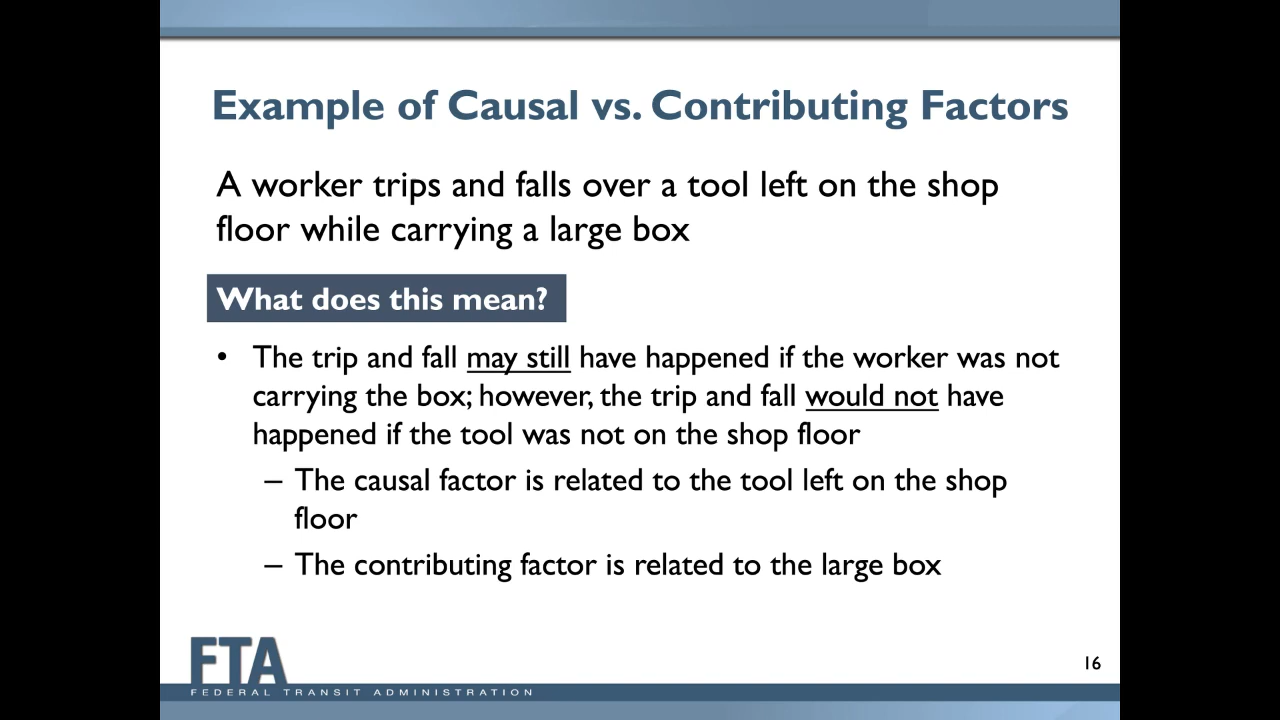 Example of Causal vs. Contributing Factors
A worker trips and falls over a tool left on the shop
floor while carrying a large box
What does this mean?
• The trip and fall may still have happened if the worker was not
carrying the box; however, the trip and fall would not have
happened if the tool was not on the shop floor
– The causal factor is related to the tool left on the shop
floor
– The contributing factor is related to the large box
FTA
FEDERAL TRANSIT ADMINISTRATION
16